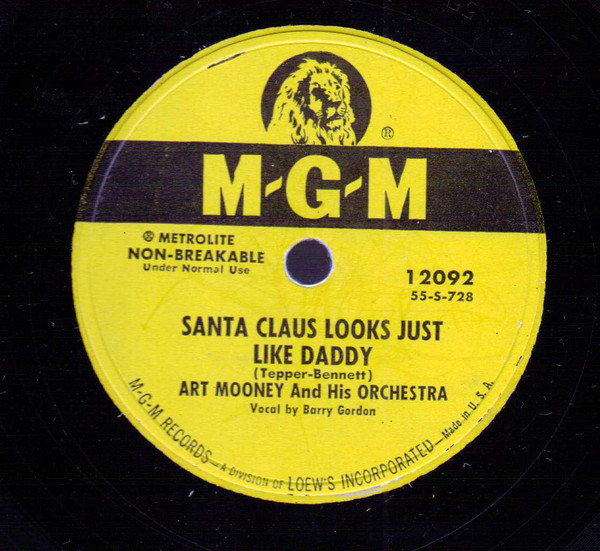 ®
M-G-M
® METROLITE
NON-BREAKABLE
Under Normal Use
12092
55-S-728
SANTA CLAUS LOOKS JUST
LIKE DADDY
(Tepper-Bennett)
ART MOONEY And His ORCHESTRA
Vocal by Barry Gordon
M-G-M RECORDS—A DIVISION OF LOEW'S INCORPORATED—Made in U. S. A.